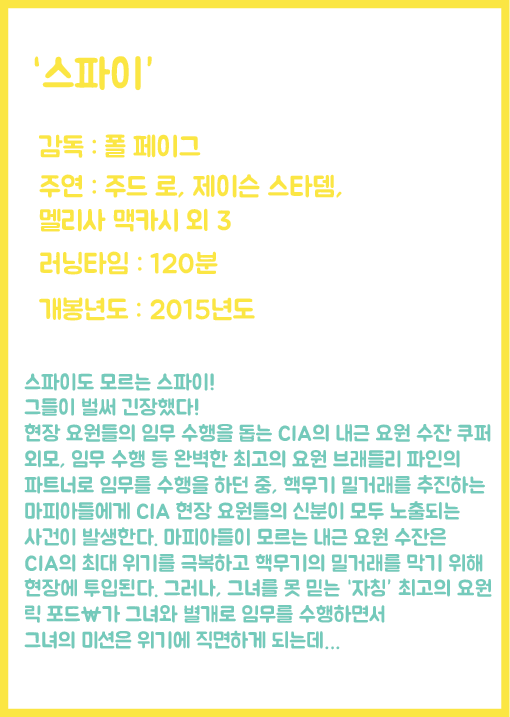 ‘스파이’
감독 : 폴 페이그
주연 : 주드 로, 제이슨 스타뎀,
멜리사 맥카시 외 3
러닝타임 : 120분
개봉년도 : 2015년도
스파이도 모르는 스파이!
그들이 벌써 긴장했다!
현장 요원들의 임무 수행을 돕는 CIA의 내근 요원 수잔 쿠퍼
외모, 임무 수행 등 완벽한 최고의 요원 브래들리 파인의
파트너로 임무를 수행을 하던 중, 핵무기 밀거래를 추진하는
마피아들에게 CIA 현장 요원들의 신분이 모두 노출되는
사건이 발생한다. 마피아들이 모르는 내근 요원 수잔은
CIA의 최대 위기를 극복하고 핵무기의 밀거래를 막기 위해
현장에 투입된다. 그러나, 그녀를 못 믿는 '자칭' 최고의 요원
릭 포드₩가 그녀와 별개로 임무를 수행하면서
그녀의 미션은 위기에 직면하게 되는데...